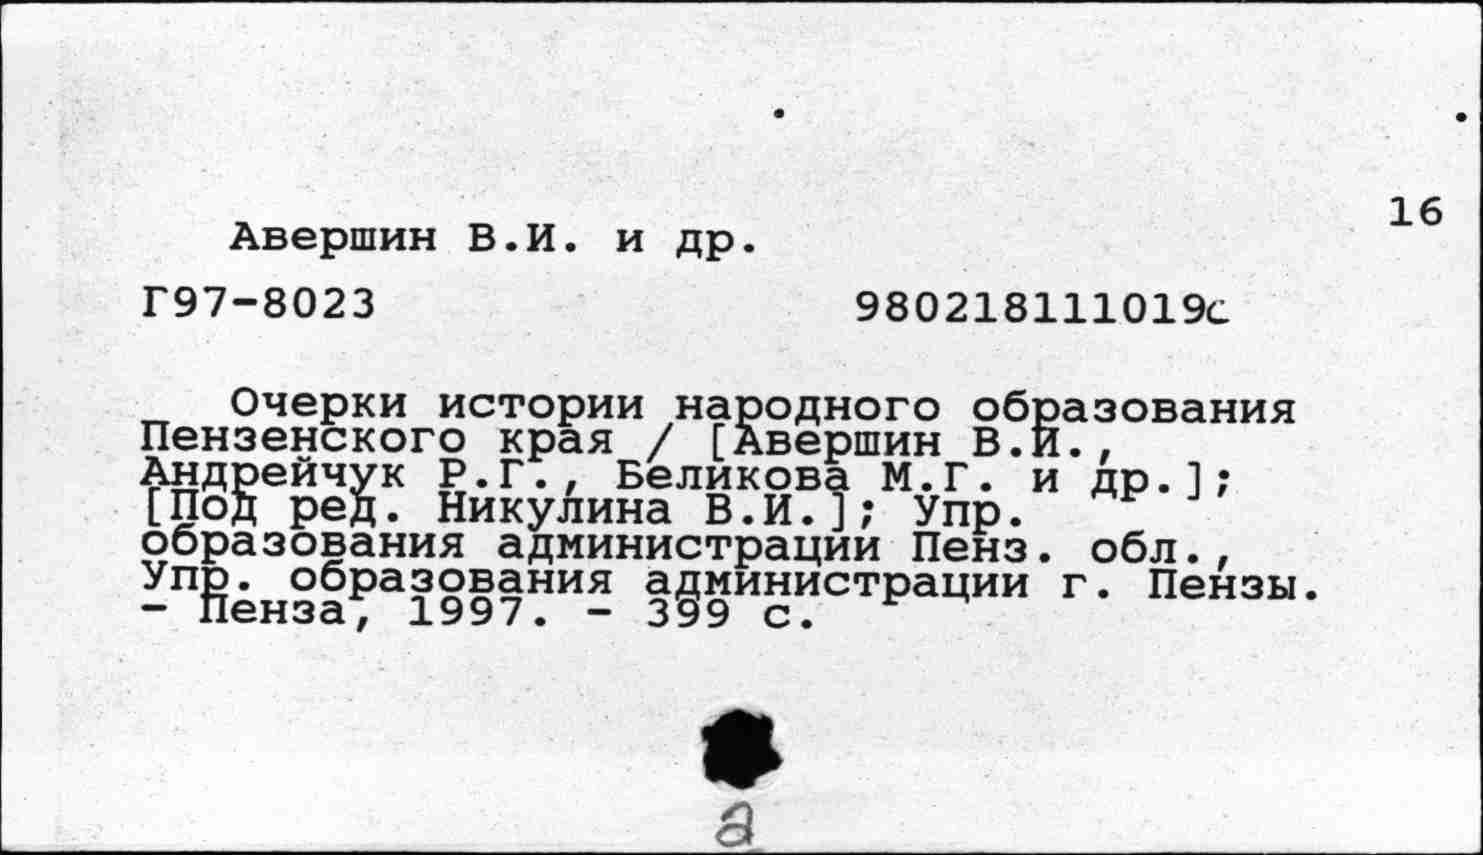 16
Авершин В.И. и др.
Г97-8023 980218111019с
Очерки истории народного образования
Пензенского края / [Авершин В.И.,
Андрейчук Р.Г., Беликова М.Г. и др.];
[Под ред. Никулина В.И.]; Упр.
образования администрации Пенз. обл.,
Упр. образования администрации г. Пензы.
- Пенза, 1997. - 399 с.
а